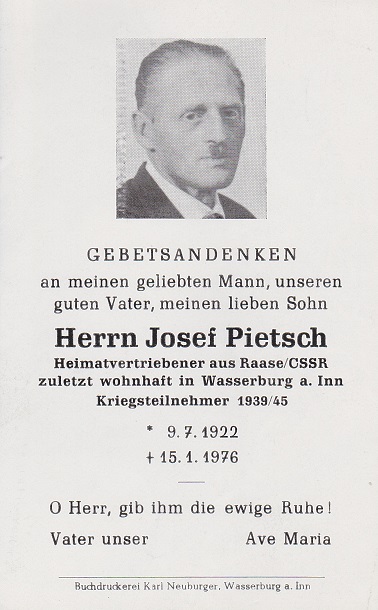 GEBETSANDENKEN
an meinen geliebten Mann, unseren
guten Vater, meinen lieben Sohn
Herrn Josef Pietsch
Heimatvertriebener aus Raase/CSSR
zuletzt wohnhaft in Wasserburg a. Inn
Kriegsteilnehmer 1939/45
* 9. 7. 1922
† 15. 1. 1976
O Herr, gib ihm die ewige Ruhe!
Vater unser Ave Maria
Buchdruckerei Karl Neuburger, Wasserburg a. Inn